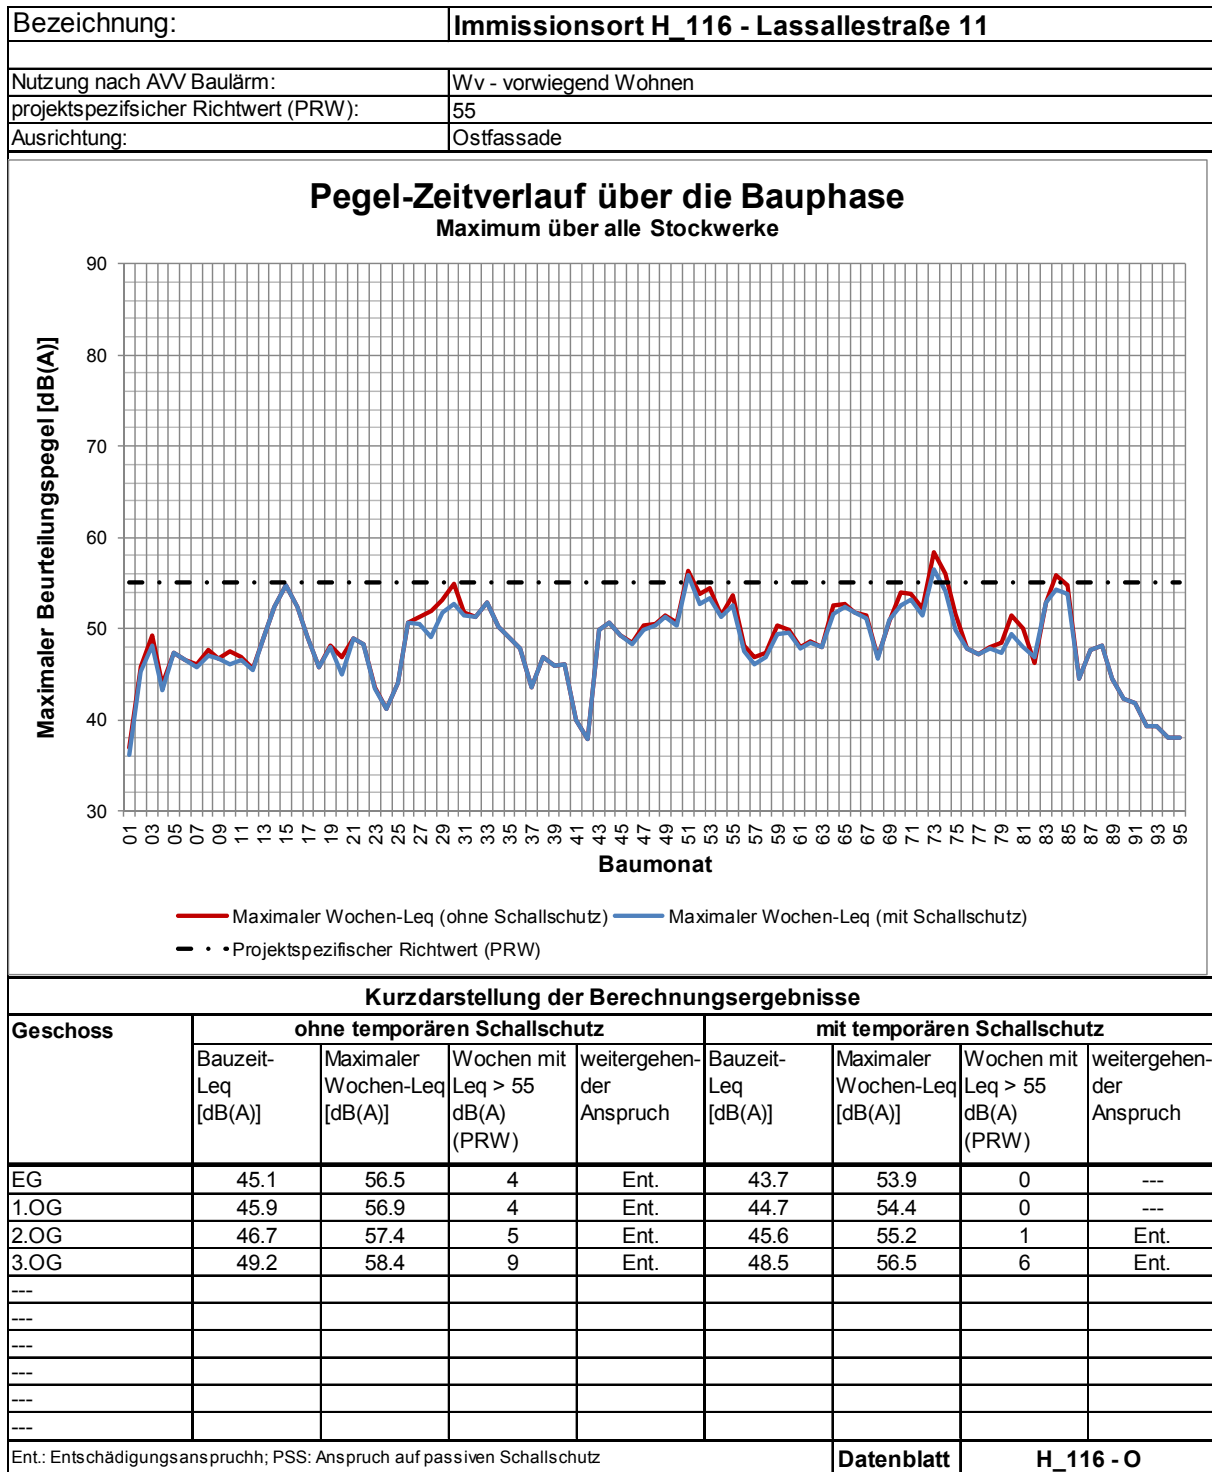 Bezeichnung: Immissionsort H_116 - Lassallestraße 11
Nutzung nach AVV Baulärm: Wv - vorwiegend Wohnen
projektspezifsicher Richtwert (PRW): 55
Ausrichtung: Ostfassade
Pegel-Zeitverlauf über die Bauphase
Maximum über alle Stockwerke
Maximaler Beurteilungspegel [dB(A)]
90
80
70
60
50
40
30
01 03 05 07 09 11 13 15 17 19 21 23 25 27 29 31 33 35 37 39 41 43 45 47 49 51 53 55 57 59 61 63 65 67 69 71 73 75 77 79 81 83 85 87 89 91 93 95
Baumonat
Maximaler Wochen-Leq (ohne Schallschutz) Maximaler Wochen-Leq (mit Schallschutz)
Projektspezifischer Richtwert (PRW)
Kurzdarstellung der Berechnungsergebnisse
Geschoss ohne temporären Schallschutz mit temporären Schallschutz
Bauzeit- Maximaler Wochen mit weitergehen- Bauzeit- Maximaler Wochen mit weitergehen-
Leq Wochen-Leq Leq > 55 der Leq Wochen-Leq Leq > 55 der
[dB(A)] [dB(A)] dB(A) Anspruch [dB(A)] [dB(A)] dB(A) Anspruch
(PRW) (PRW)
EG 45.1 56.5 4 Ent. 43.7 53.9 0 ---
1.OG 45.9 56.9 4 Ent. 44.7 54.4 0 ---
2.OG 46.7 57.4 5 Ent. 45.6 55.2 1 Ent.
3.OG 49.2 58.4 9 Ent. 48.5 56.5 6 Ent.
---
---
---
---
---
---
Ent.: Entschädigungsanspruchh; PSS: Anspruch auf passiven Schallschutz Datenblatt H_116 - O